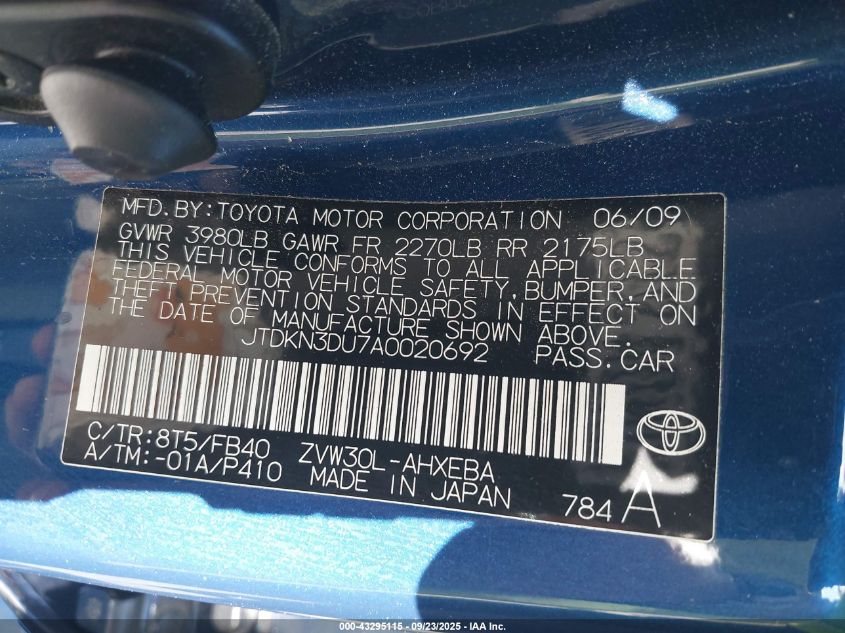 MFD.BY:TOYOTA MOTOR CORPORATION 06/09
GVWR 3980LB GAWR FR 2270LB RR 2175LB
THIS VEHICLE CONFORMS TO ALL APPLICABLE
FEDERAL MOTOR VEHICLE SAFETY,BUMPER,AND
THEFT PREVENTION STANDARDS IN EFFECT ON
THE DATE OF MANUFACTURE SHOWN ABOVE.
JTDKN3DU7A0020692 PASS.CAR
C/TR:8T5/FB40 ZVW30L-AHXEBA
A/TM:-01A/P410 MADE IN JAPAN 784 A
000-43295115 - 09/23/2025 - IAA Inc.